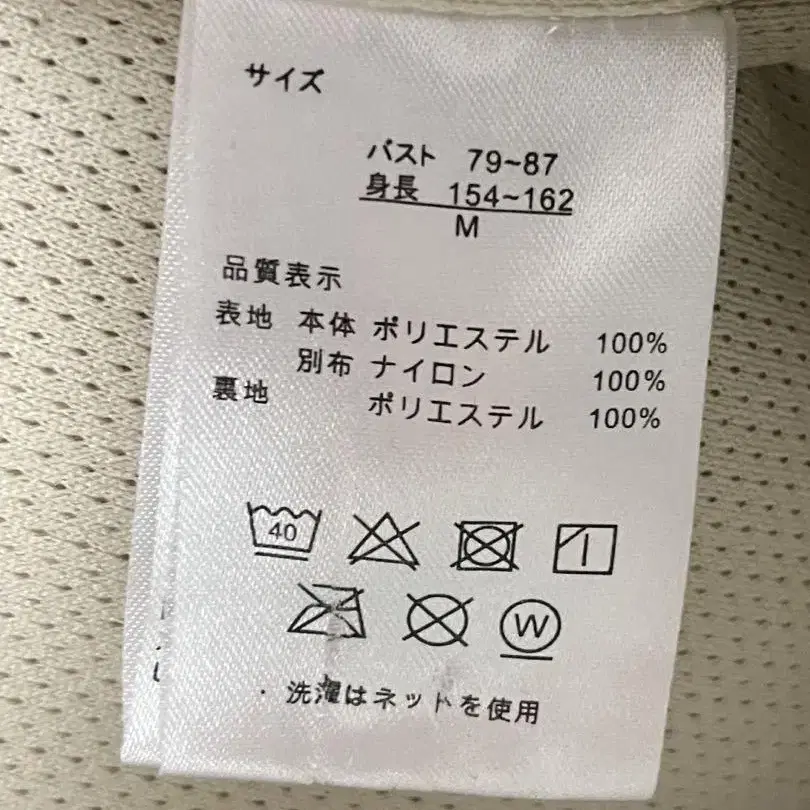 サイズ
バスト 79~87
身長 154~162
M
品質表示
表地 本体 ポリエステル 100%
別布 ナイロン 100%
裏地 ポリエステル 100%
40
W
・洗濯はネットを使用